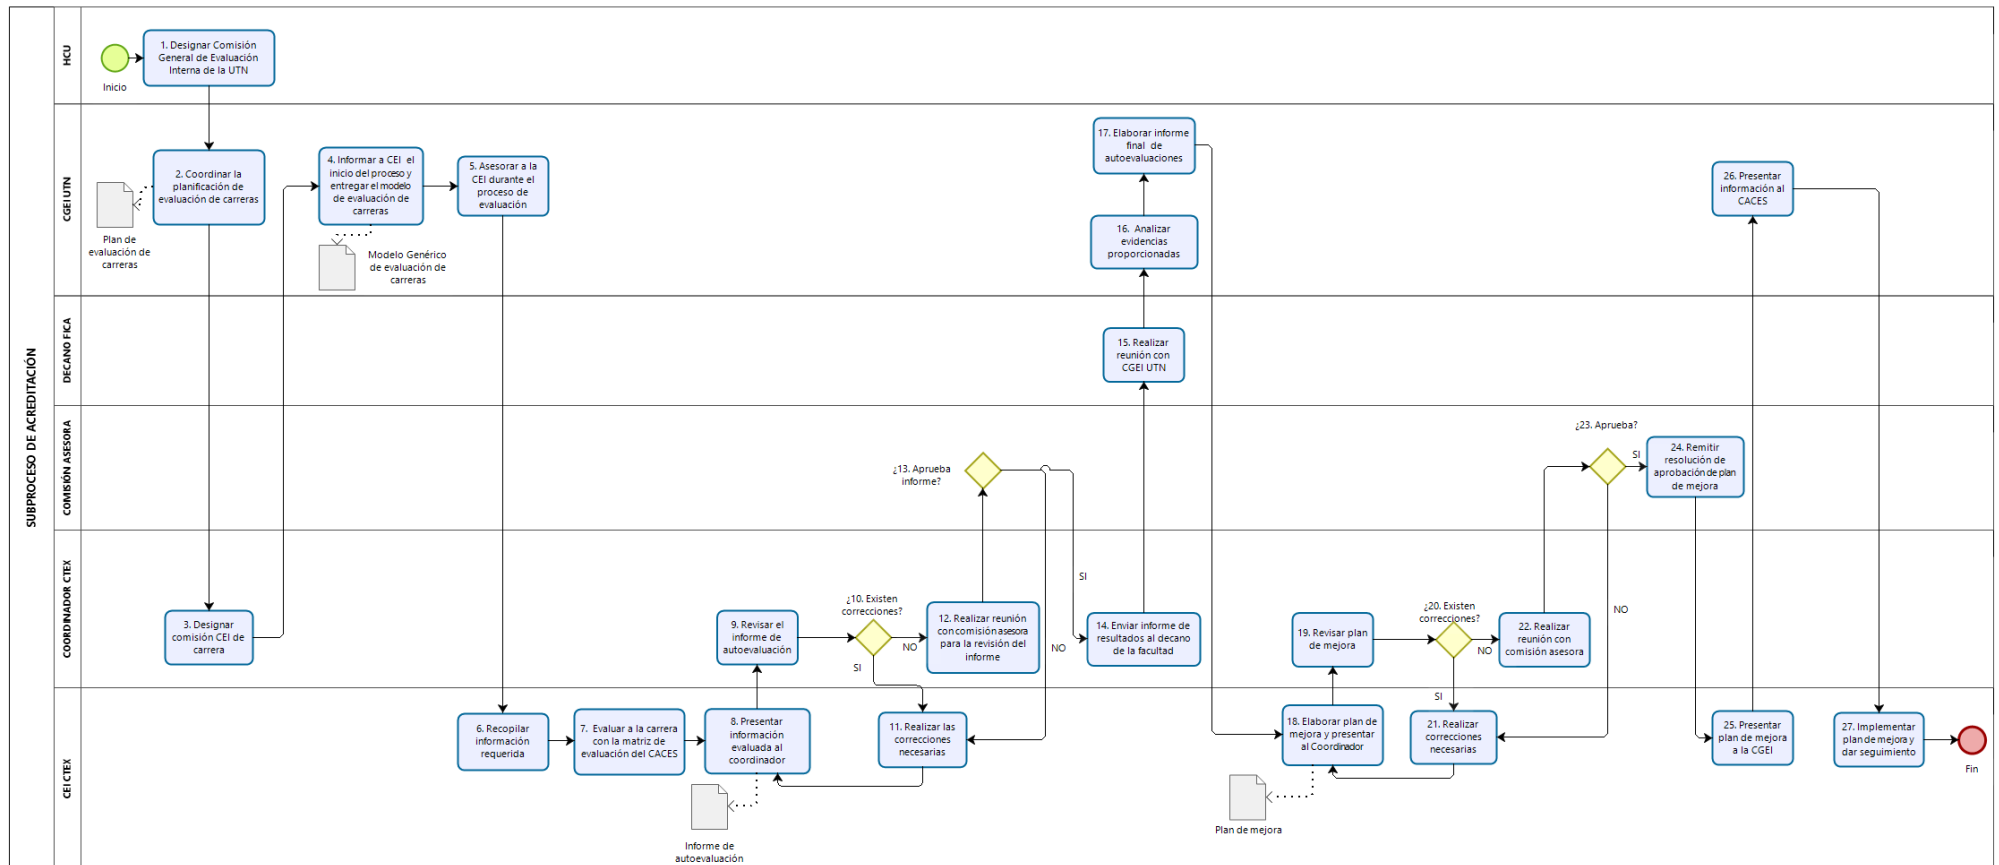 SUBPROCESO DE ACREDITACIÓN
HCU
Inicio
1. Designar Comisión
General de Evaluación
Interna de la UTN
CGEI UTN
2. Coordinar la
planificación de
evaluación de carreras
Plan de
evaluación de
carreras
4. Informar a CEI el
inicio del proceso y
entregar el modelo
de evaluación de
carreras
Modelo Genérico
de evaluación de
carreras
5. Asesorar a la
CEI durante el
proceso de
evaluación
17. Elaborar informe
final de
autoevaluaciones
16. Analizar
evidencias
proporcionadas
26. Presentar
información al
CACES
DECANO FICA
15. Realizar
reunión con
CGEI UTN
COMISIÓN ASESORA
¿13. Aprueba
informe?
¿23. Aprueba?
SI
24. Remitir
resolución de
aprobación de plan
de mejora
COORDINADOR CTEX
3. Designar
comisión CEI de
carrera
9. Revisar el
informe de
autoevaluación
¿10. Existen
correcciones?
NO
SI
12. Realizar reunión
con comisión asesora
para la revisión del
informe
NO
SI
14. Enviar informe de
resultados al decano
de la facultad
19. Revisar plan
de mejora
¿20. Existen
correcciones?
NO
SI
22. Realizar
reunión con
comisión asesora
NO
CEI CTEX
6. Recopilar
información
requerida
7. Evaluar a la carrera
con la matriz de
evaluación del CACES
8. Presentar
información
evaluada al
coordinador
Informe de
autoevaluación
11. Realizar las
correcciones
necesarias
18. Elaborar plan de
mejora y presentar
al Coordinador
Plan de mejora
21. Realizar
correcciones
necesarias
25. Presentar
plan de mejora
a la CGEI
27. Implementar
plan de mejora y
dar seguimiento
Fin